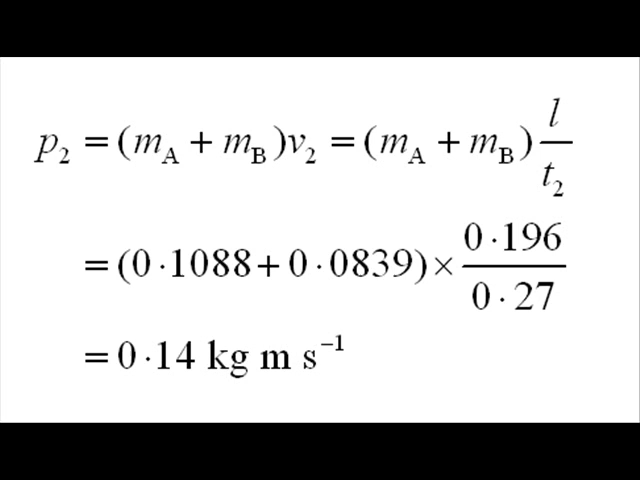 p₂ = (m_A + m_B)v₂ = (m_A + m_B) l/t₂
= (0·1088 + 0·0839) × 0·196/0·27
= 0·14 kg m s⁻¹